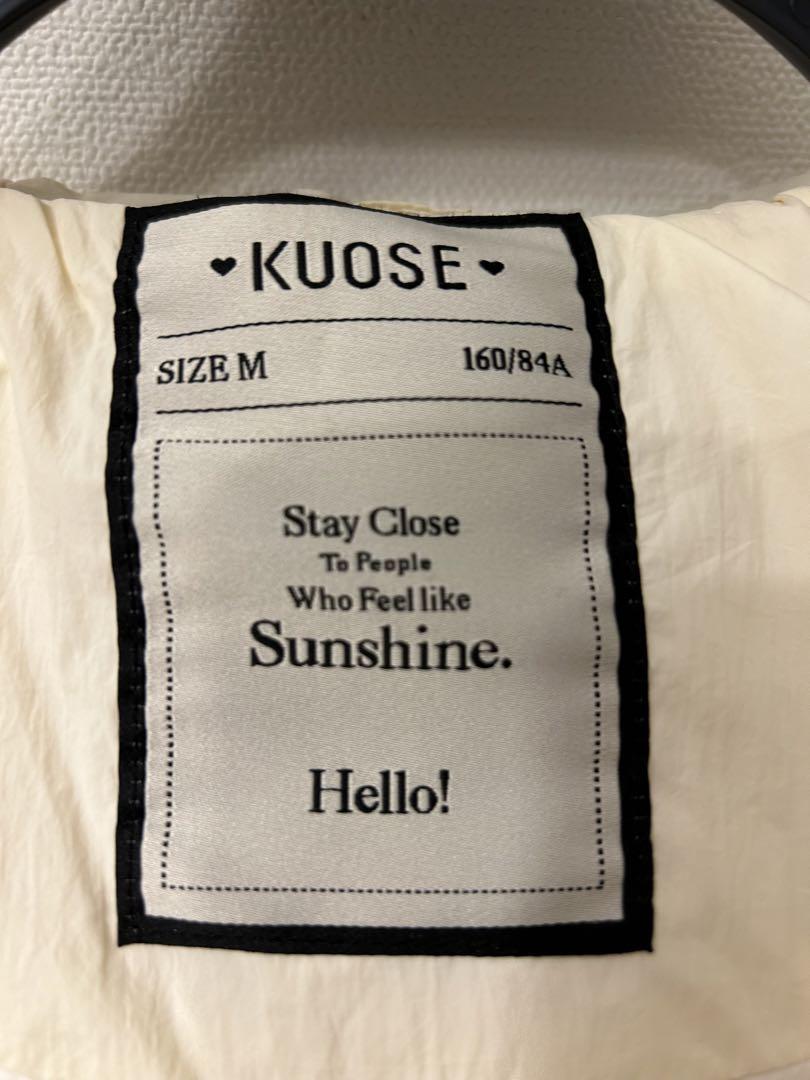 ♥KUOSE♥
SIZE M 160/84A
Stay Close
To People
Who Feel like
Sunshine.
Hello!